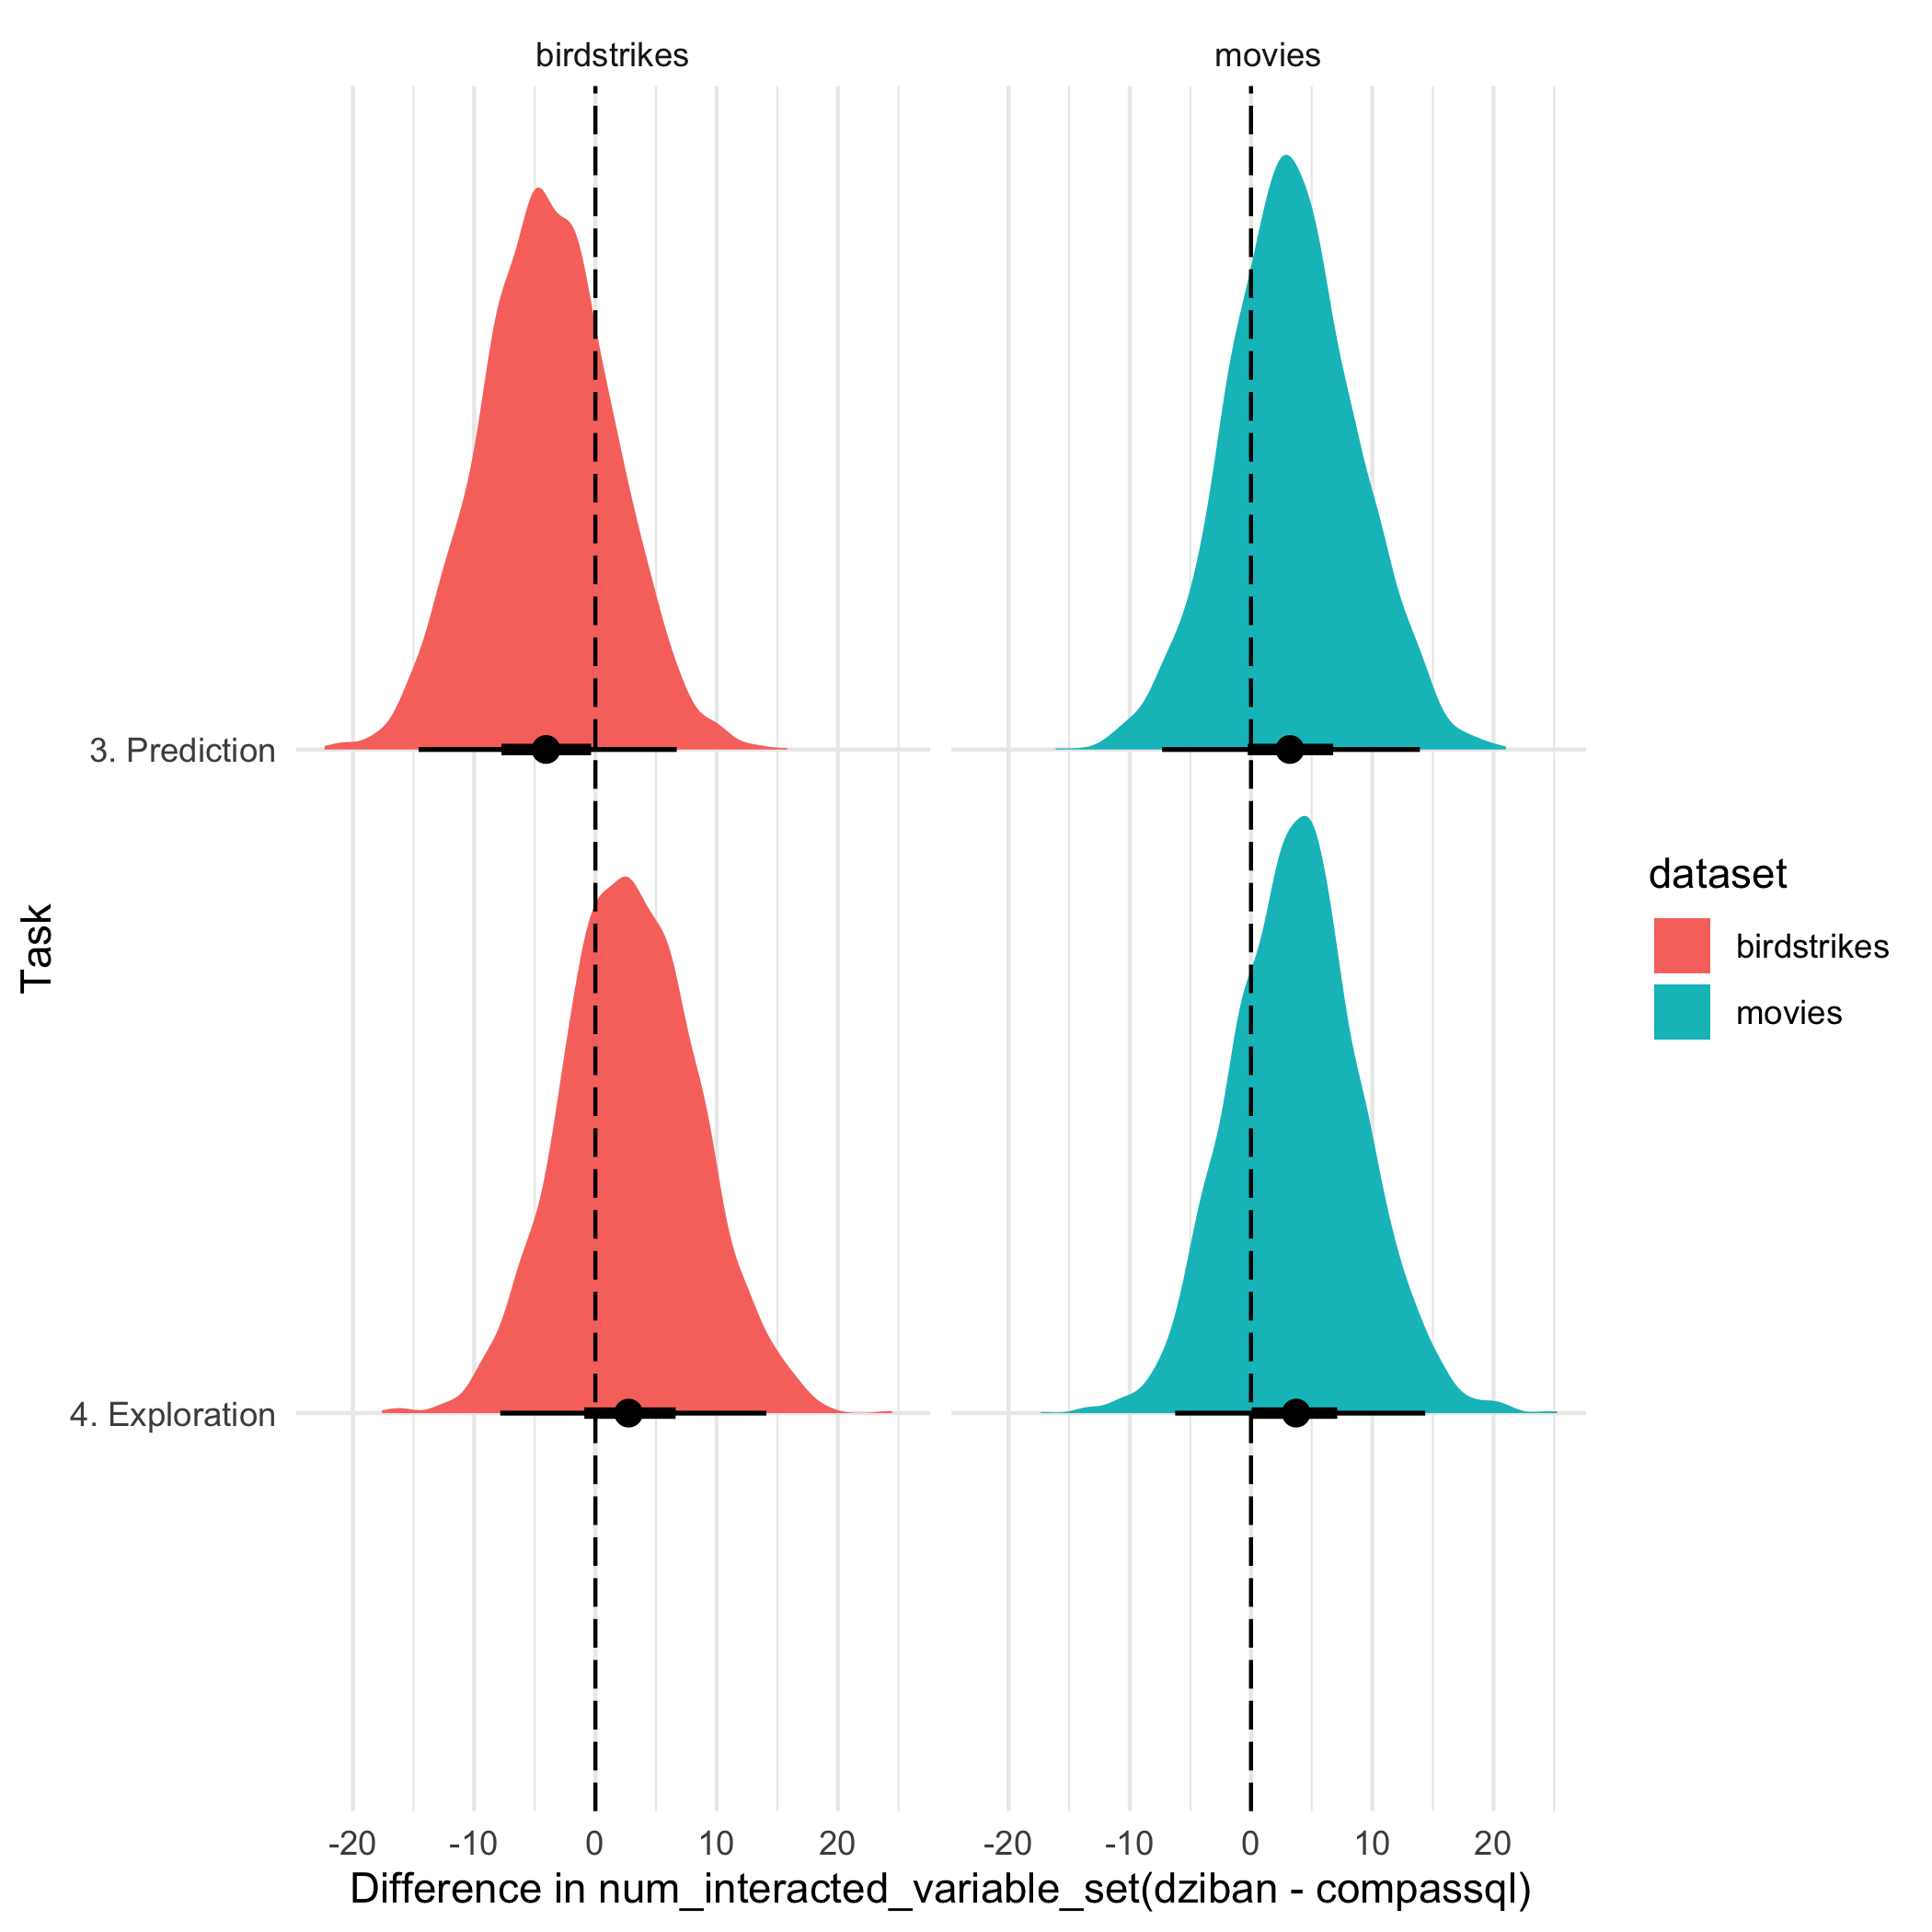 birdstrikes
movies
3. Prediction
4. Exploration
Task
-20
-10
0
10
20
-20
-10
0
10
20
Difference in num_interacted_variable_set(dziban - compassql)
dataset
birdstrikes
movies